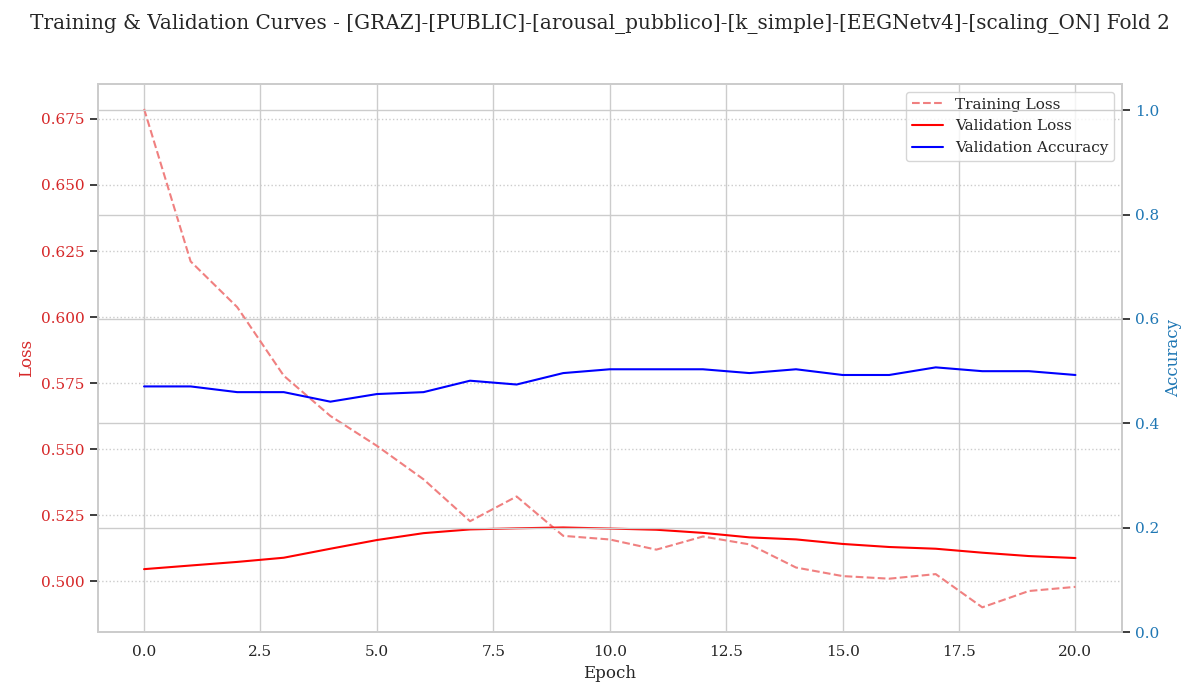 Training & Validation Curves - [GRAZ]-[PUBLIC]-[arousal_pubblico]-[k_simple]-[EEGNetv4]-[scaling_ON] Fold 2
Training Loss
Validation Loss
Validation Accuracy
Loss
0.675
0.650
0.625
0.600
0.575
0.550
0.525
0.500
1.0
0.8
0.6
0.4
0.2
0.0
Accuracy
0.0 2.5 5.0 7.5 10.0 12.5 15.0 17.5 20.0
Epoch